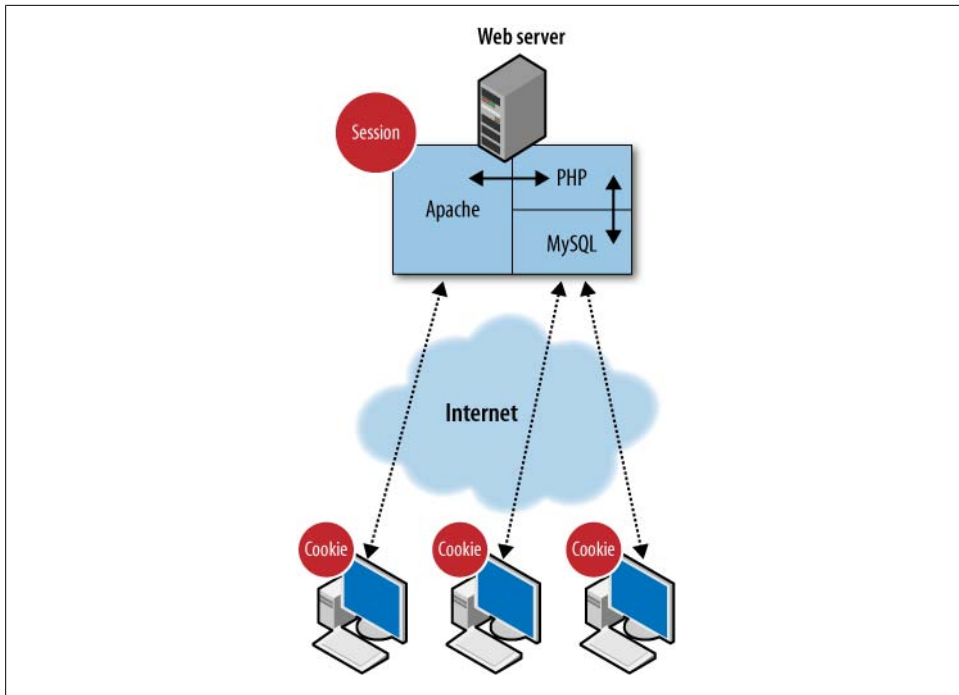 Web server
Session
PHP
Apache
MySQL
Internet
Cookie
Cookie
Cookie